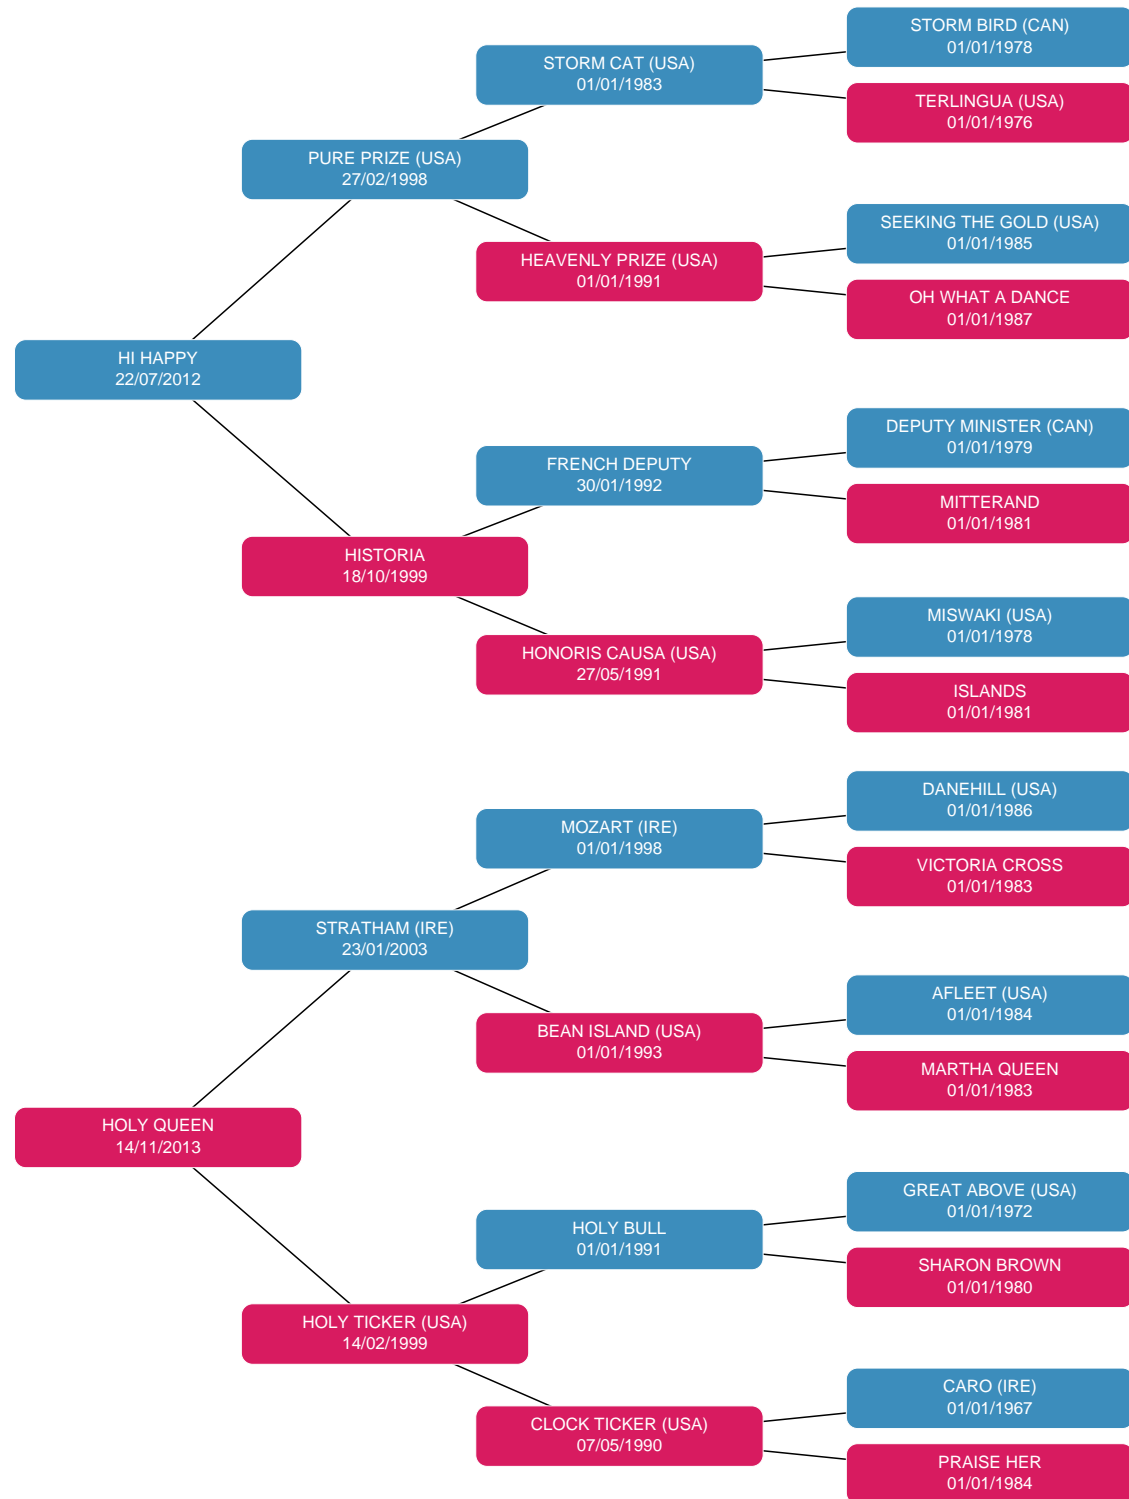 STORM BIRD (CAN)
01/01/1978
STORM CAT (USA)
01/01/1983
TERLINGUA (USA)
01/01/1976
PURE PRIZE (USA)
27/02/1998
SEEKING THE GOLD (USA)
01/01/1985
HEAVENLY PRIZE (USA)
01/01/1991
OH WHAT A DANCE
01/01/1987
HI HAPPY
22/07/2012
DEPUTY MINISTER (CAN)
01/01/1979
FRENCH DEPUTY
30/01/1992
MITTERAND
01/01/1981
HISTORIA
18/10/1999
MISWAKI (USA)
01/01/1978
HONORIS CAUSA (USA)
27/05/1991
ISLANDS
01/01/1981
DANEHILL (USA)
01/01/1986
MOZART (IRE)
01/01/1998
VICTORIA CROSS
01/01/1983
STRATHAM (IRE)
23/01/2003
AFLEET (USA)
01/01/1984
BEAN ISLAND (USA)
01/01/1993
MARTHA QUEEN
01/01/1983
HOLY QUEEN
14/11/2013
GREAT ABOVE (USA)
01/01/1972
HOLY BULL
01/01/1991
SHARON BROWN
01/01/1980
HOLY TICKER (USA)
14/02/1999
CARO (IRE)
01/01/1967
CLOCK TICKER (USA)
07/05/1990
PRAISE HER
01/01/1984